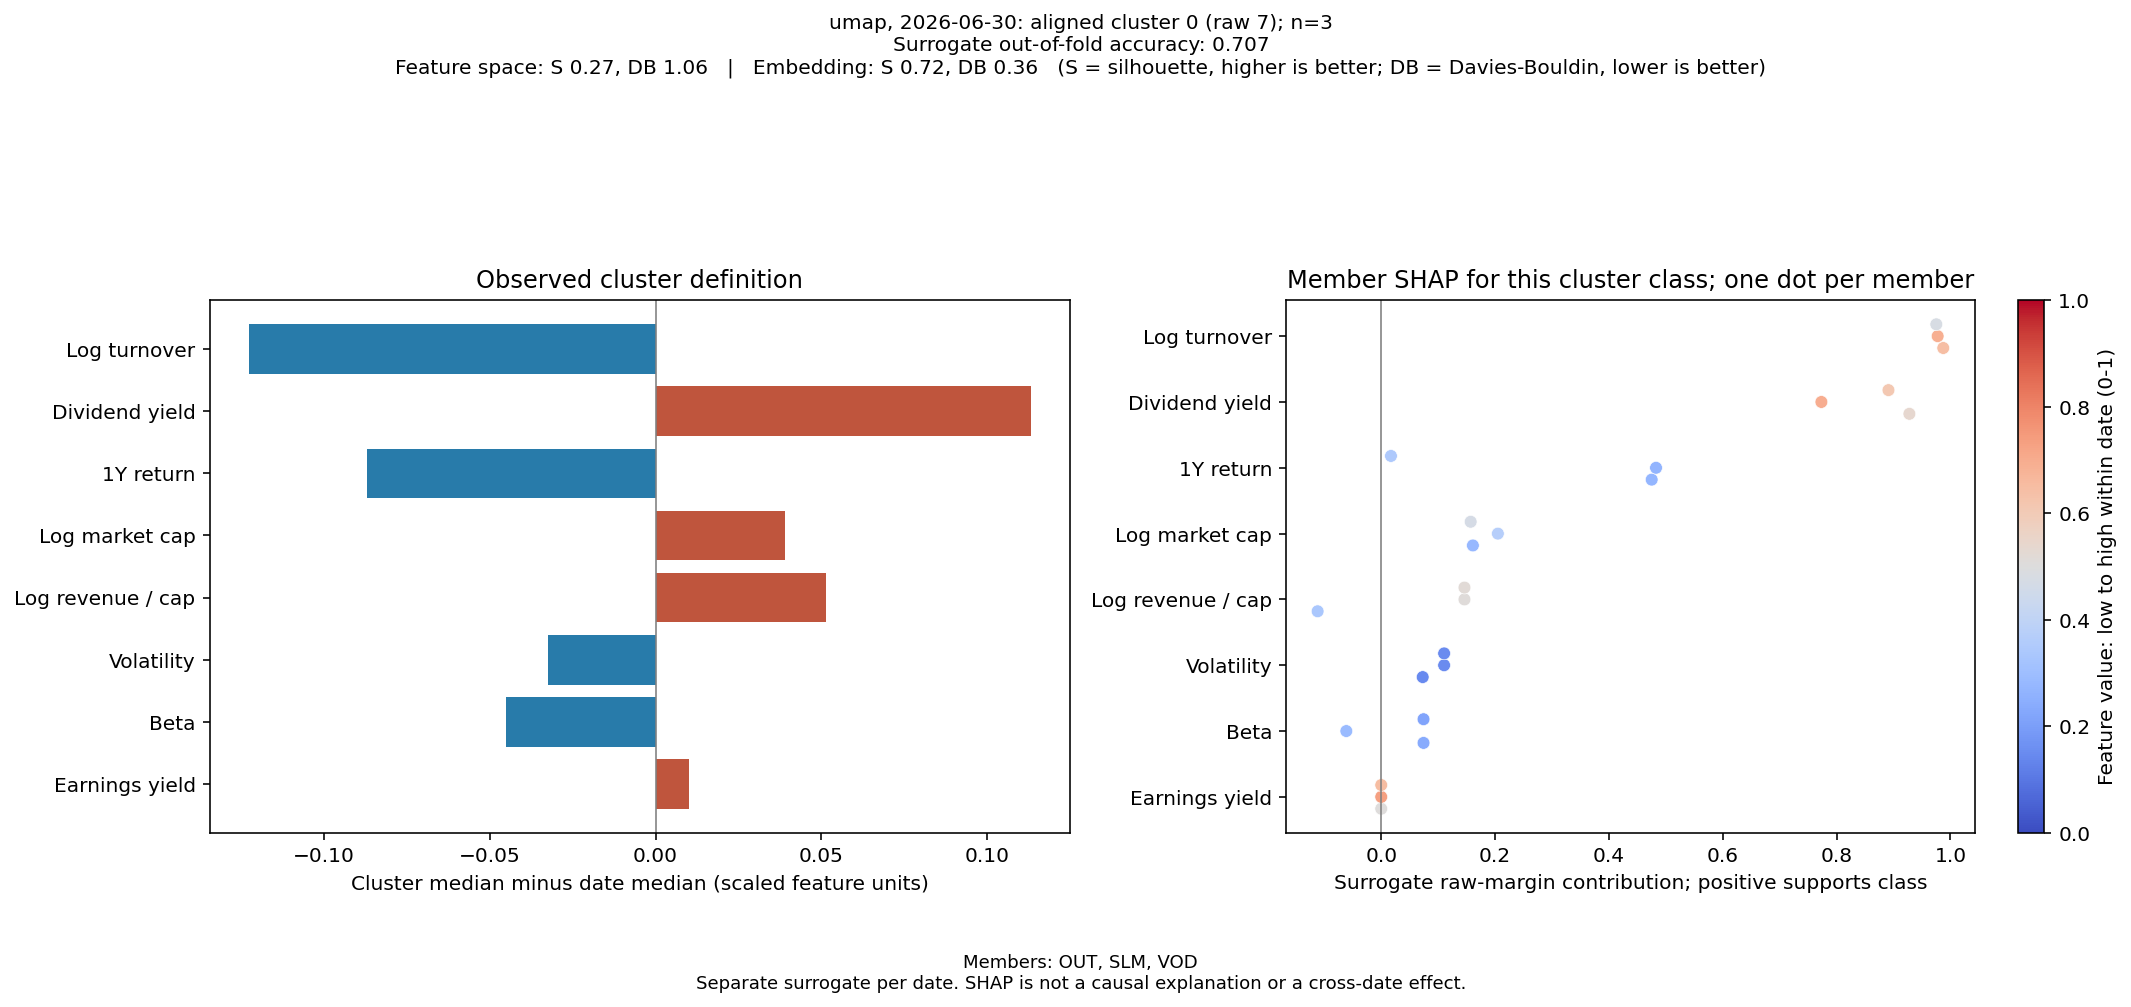 umap, 2026-06-30: aligned cluster 0 (raw 7); n=3
Surrogate out-of-fold accuracy: 0.707
Feature space: S 0.27, DB 1.06   |   Embedding: S 0.72, DB 0.36   (S = silhouette, higher is better; DB = Davies-Bouldin, lower is better)
Observed cluster definition
Log turnover
Dividend yield
1Y return
Log market cap
Log revenue / cap
Volatility
Beta
Earnings yield
−0.10
−0.05
0.00
0.05
0.10
Cluster median minus date median (scaled feature units)
Member SHAP for this cluster class; one dot per member
Log turnover
Dividend yield
1Y return
Log market cap
Log revenue / cap
Volatility
Beta
Earnings yield
0.0
0.2
0.4
0.6
0.8
1.0
Surrogate raw-margin contribution; positive supports class
1.0
0.8
0.6
0.4
0.2
0.0
Feature value: low to high within date (0-1)
Members: OUT, SLM, VOD
Separate surrogate per date. SHAP is not a causal explanation or a cross-date effect.